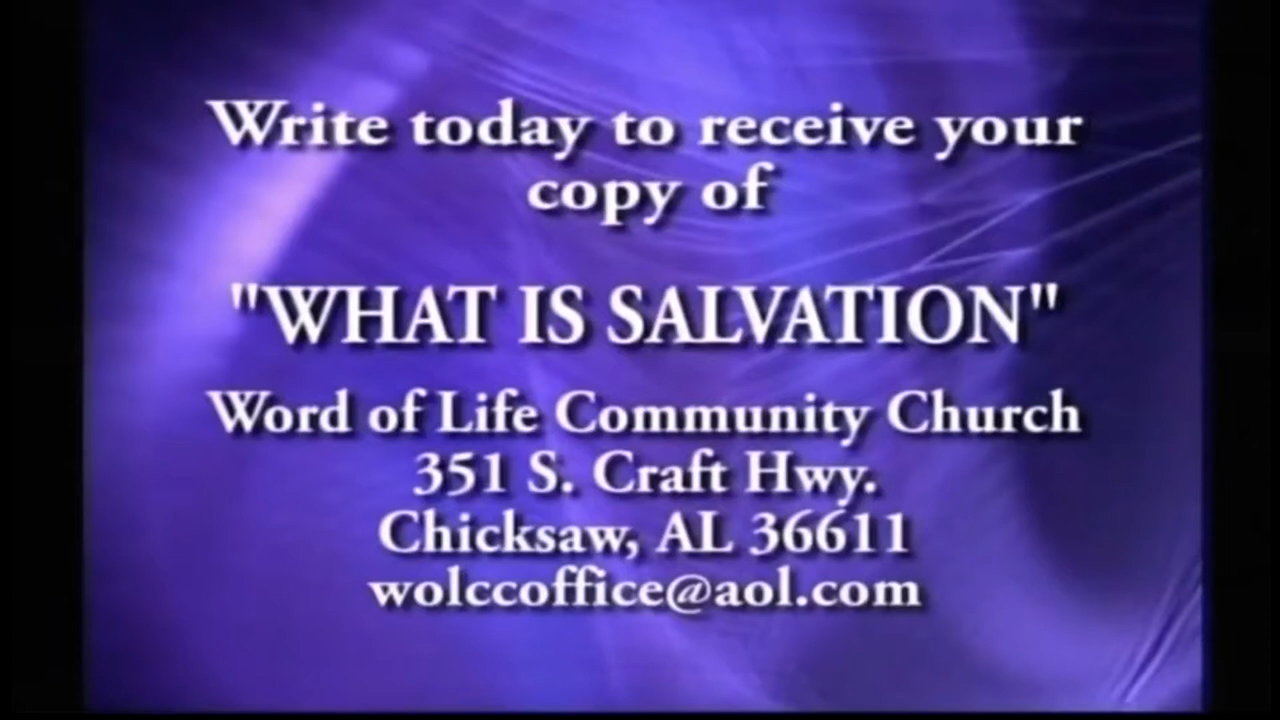 Write today to receive your
copy of
"WHAT IS SALVATION"
Word of Life Community Church
351 S. Craft Hwy.
Chicksaw, AL 36611
wolccoffice@aol.com